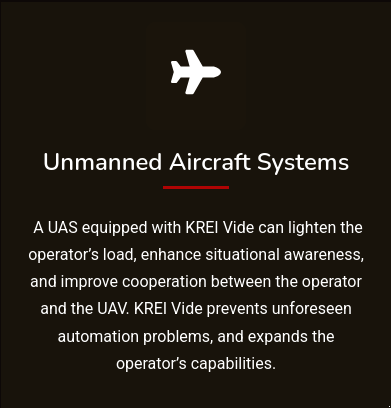 Unmanned Aircraft Systems
A UAS equipped with KREI Vide can lighten the
operator’s load, enhance situational awareness,
and improve cooperation between the operator
and the UAV. KREI Vide prevents unforeseen
automation problems, and expands the
operator’s capabilities.